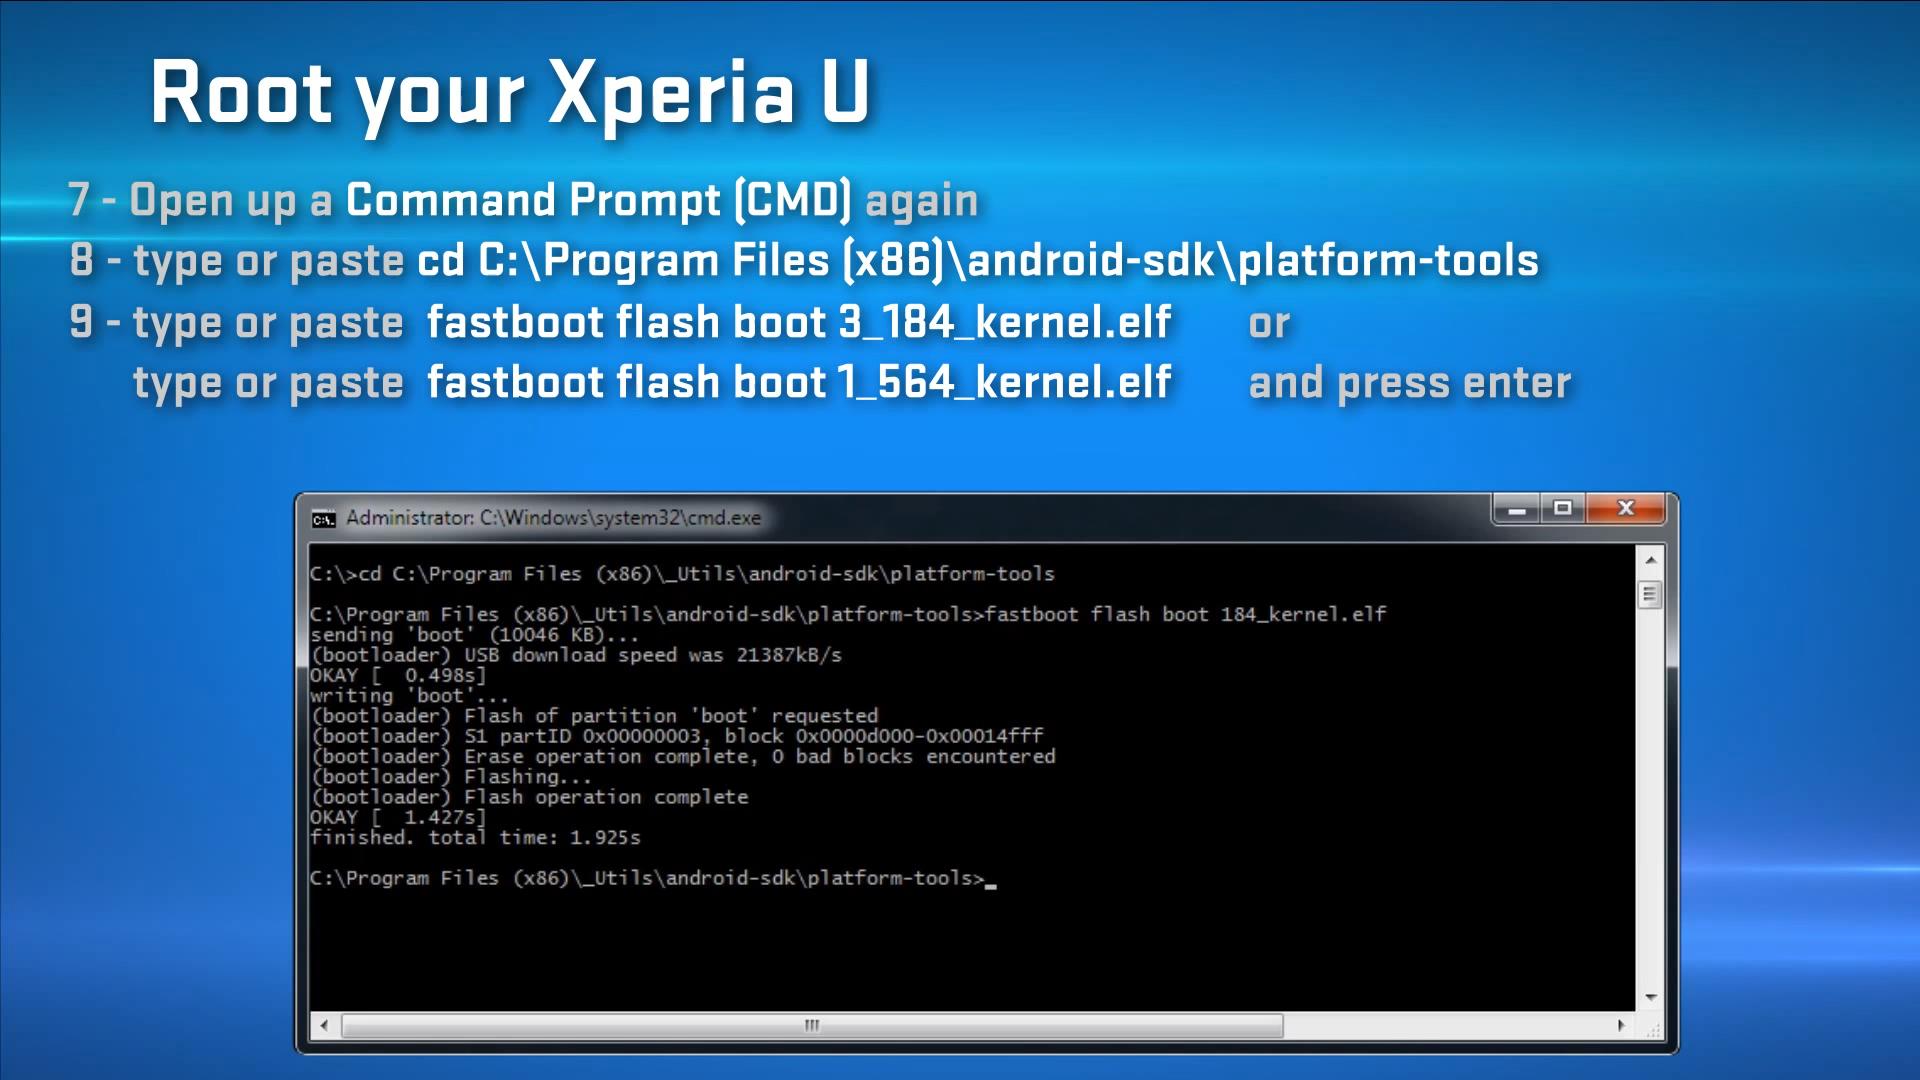 Root your Xperia U
7 - Open up a Command Prompt (CMD) again
8 - type or paste cd C:\Program Files (x86)\android-sdk\platform-tools
9 - type or paste fastboot flash boot 3_184_kernel.elf or
type or paste fastboot flash boot 1_564_kernel.elf and press enter
Administrator: C:\Windows\system32\cmd.exe
C:\>cd C:\Program Files (x86)\_Utils\android-sdk\platform-tools
C:\Program Files (x86)\_Utils\android-sdk\platform-tools>fastboot flash boot 184_kernel.elf
sending 'boot' (10046 KB)...
(bootloader) USB download speed was 21387kB/s
OKAY [  0.498s]
writing 'boot'...
(bootloader) Flash of partition 'boot' requested
(bootloader) S1 partID 0x00000003, block 0x0000d000-0x00014fff
(bootloader) Erase operation complete, 0 bad blocks encountered
(bootloader) Flashing...
(bootloader) Flash operation complete
OKAY [  1.427s]
finished. total time: 1.925s
C:\Program Files (x86)\_Utils\android-sdk\platform-tools>_